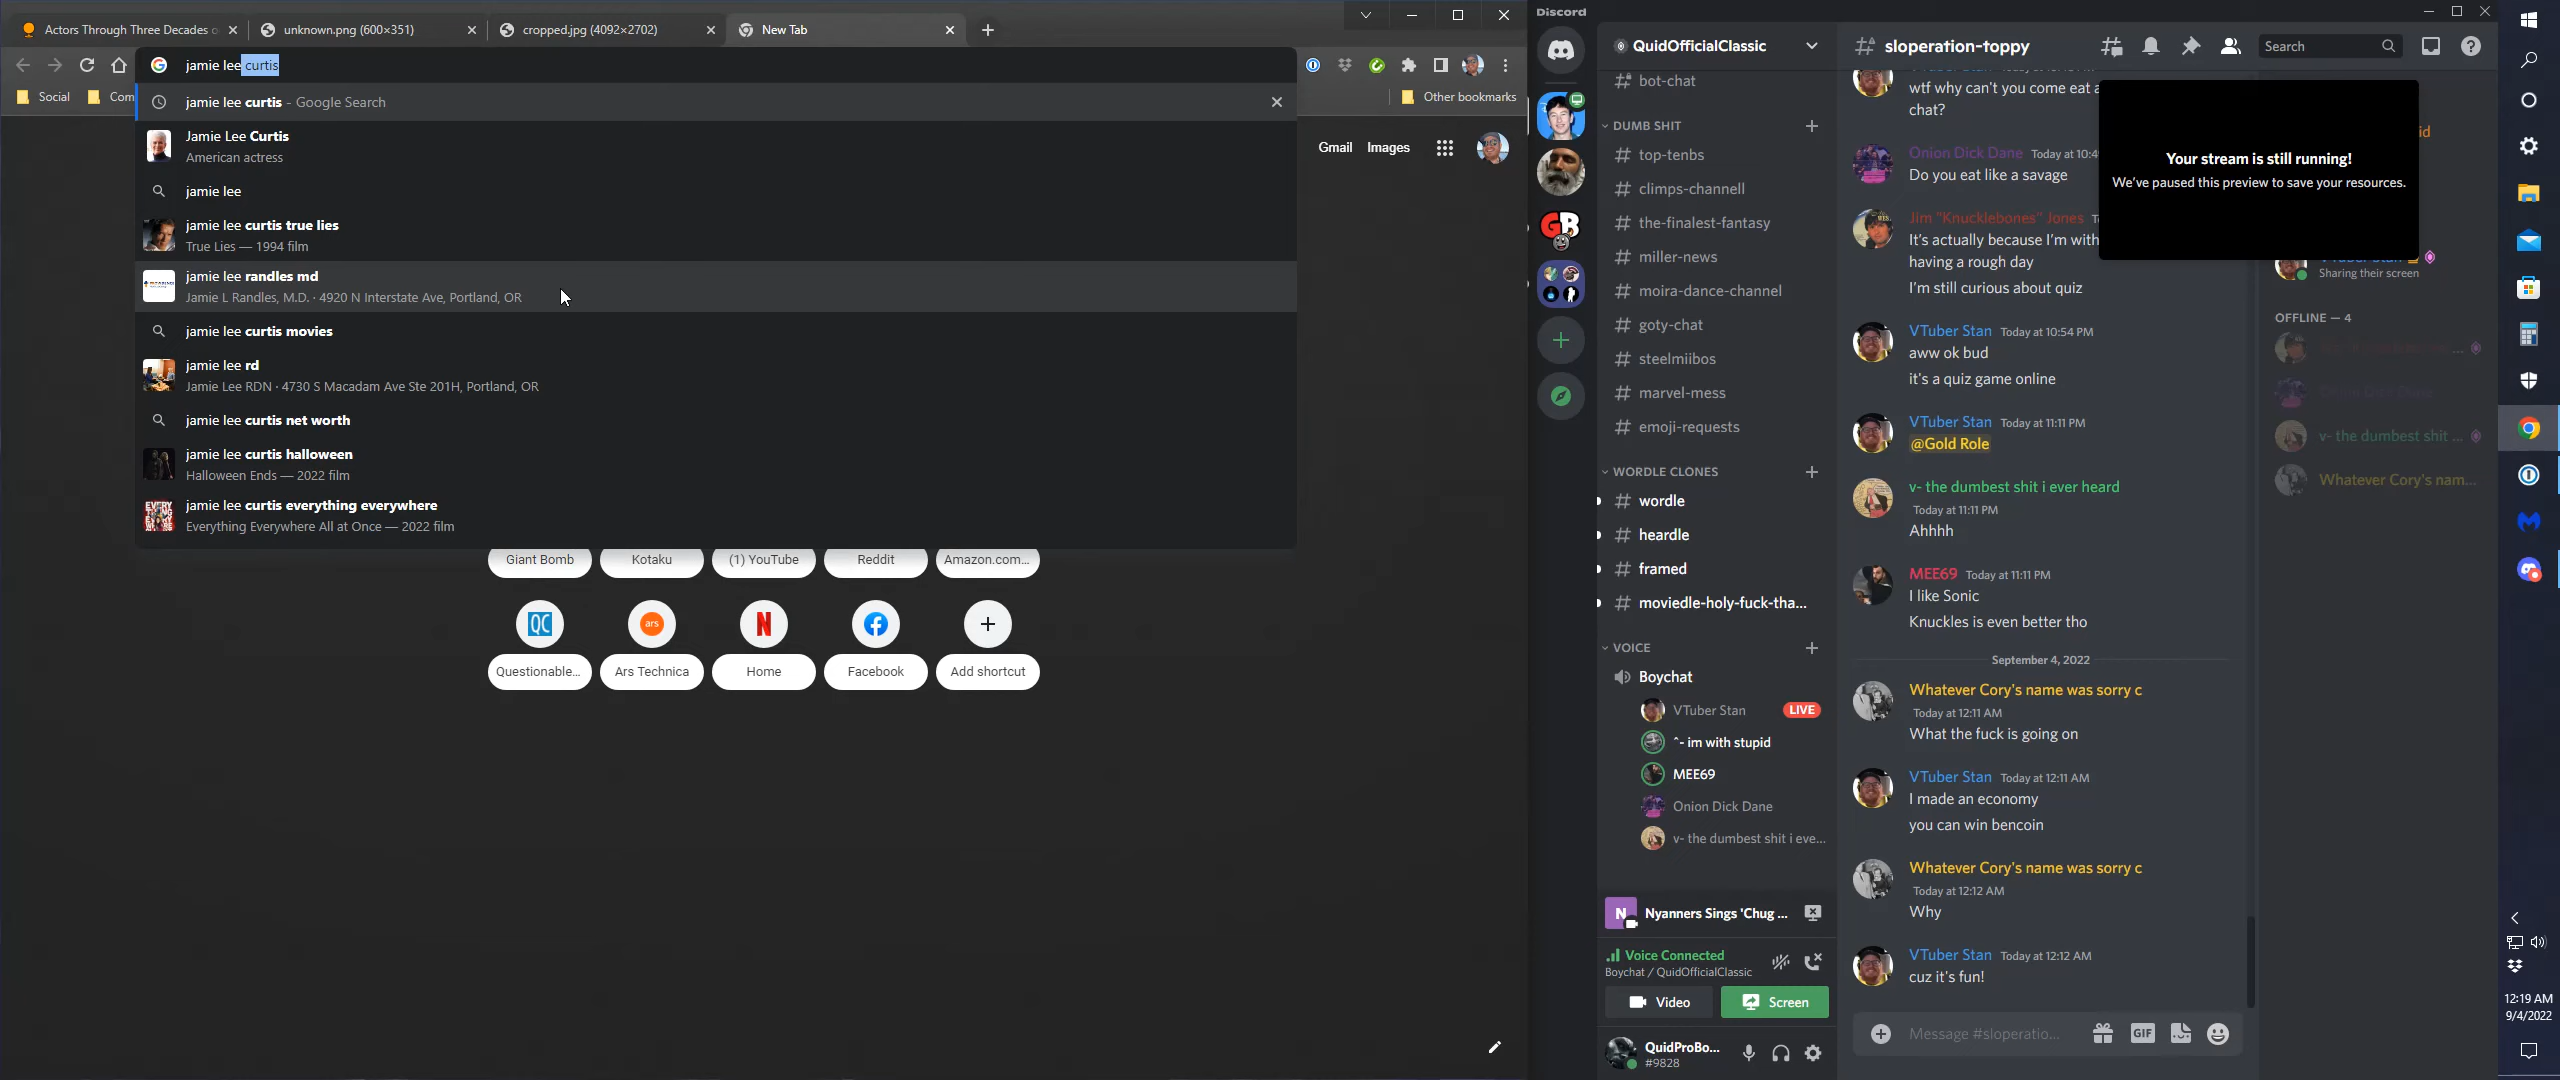 Actors Through Three Decades o
unknown.png (600×351)
cropped.jpg (4092×2702)
New Tab
jamie lee curtis
Social
Com
Other bookmarks
jamie lee curtis - Google Search
Jamie Lee Curtis
American actress
jamie lee
jamie lee curtis true lies
True Lies — 1994 film
jamie lee randles md
Jamie L Randles, M.D. · 4920 N Interstate Ave, Portland, OR
jamie lee curtis movies
jamie lee rd
Jamie Lee RDN · 4730 S Macadam Ave Ste 201H, Portland, OR
jamie lee curtis net worth
jamie lee curtis halloween
Halloween Ends — 2022 film
jamie lee curtis everything everywhere
Everything Everywhere All at Once — 2022 film
Gmail
Images
Giant Bomb
Kotaku
(1) YouTube
Reddit
Amazon.com...
QC
ars
N
Questionable...
Ars Technica
Home
Facebook
Add shortcut
Discord
GB
QuidOfficialClassic
bot-chat
DUMB SHIT
top-tenbs
climps-channell
the-finalest-fantasy
miller-news
moira-dance-channel
goty-chat
steelmiibos
marvel-mess
emoji-requests
WORDLE CLONES
wordle
heardle
framed
moviedle-holy-fuck-tha...
VOICE
Boychat
VTuber Stan
LIVE
^- im with stupid
MEE69
Onion Dick Dane
v- the dumbest shit i eve...
N
Nyanners Sings 'Chug ...
Voice Connected
Boychat / QuidOfficialClassic
Video
Screen
QuidProBo...
#9828
sloperation-toppy
Search
wtf why can't you come eat a
chat?
Onion Dick Dane Today at 10:4
Do you eat like a savage
Jim "Knucklebones" Jones
It's actually because I'm with
having a rough day
I'm still curious about quiz
VTuber Stan Today at 10:54 PM
aww ok bud
it's a quiz game online
VTuber Stan Today at 11:11 PM
@Gold Role
v- the dumbest shit i ever heard
Today at 11:11 PM
Ahhhh
MEE69 Today at 11:11 PM
I like Sonic
Knuckles is even better tho
September 4, 2022
Whatever Cory's name was sorry c
Today at 12:11 AM
What the fuck is going on
VTuber Stan Today at 12:11 AM
I made an economy
you can win bencoin
Whatever Cory's name was sorry c
Today at 12:12 AM
Why
VTuber Stan Today at 12:12 AM
cuz it's fun!
Message #sloperatio...
GIF
Your stream is still running!
We've paused this preview to save your resources.
id
Sharing their screen
OFFLINE — 4
v- the dumbest shit ...
Whatever Cory's nam...
12:19 AM
9/4/2022